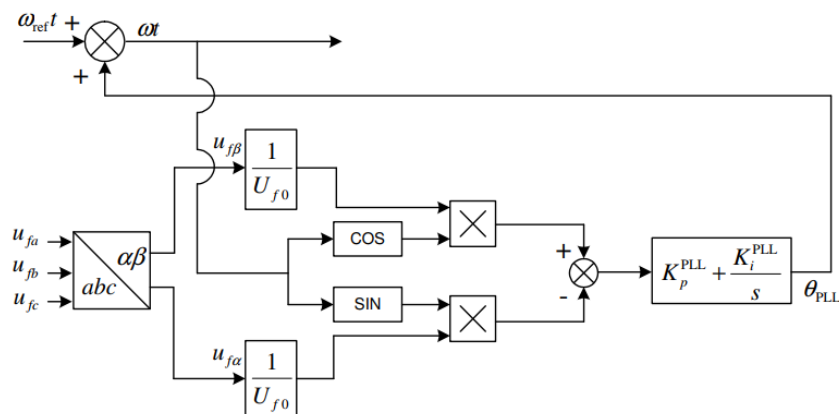 ω_ref t + ωt
+
u_fβ 1/U_f0
COS
u_fa
u_fb
u_fc
αβ
abc
SIN
+
-
K_p^PLL + K_i^PLL/s
θ_PLL
u_fα 1/U_f0